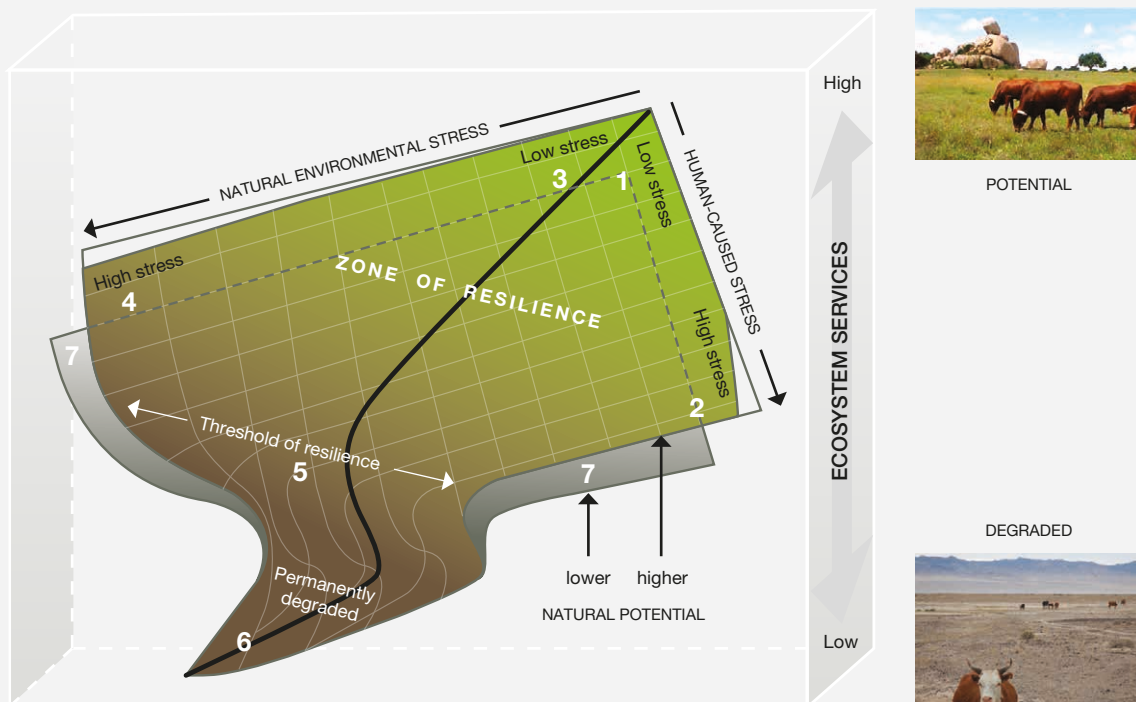 High
NATURAL ENVIRONMENTAL STRESS
Low stress
3
1
Low stress
HUMAN-CAUSED STRESS
POTENTIAL
High stress
4
ZONE OF RESILIENCE
High stress
7
2
ECOSYSTEM SERVICES
Threshold of resilience
5
7
DEGRADED
Permanently
degraded
lower
higher
NATURAL POTENTIAL
6
Low